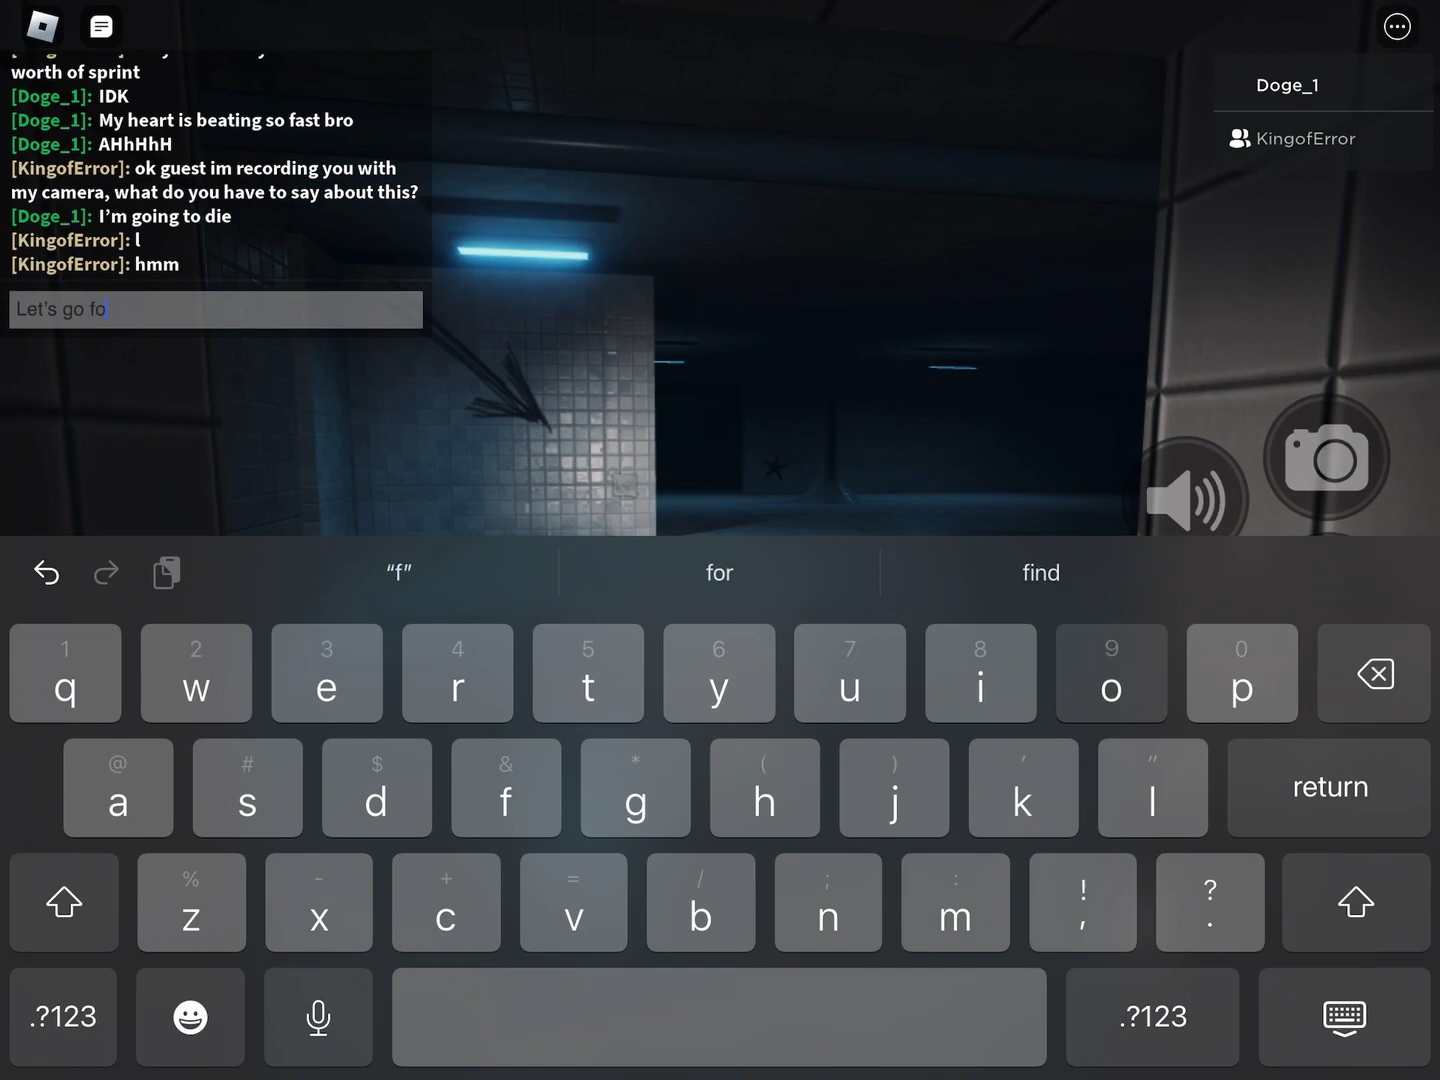 worth of sprint
[Doge_1]: IDK
[Doge_1]: My heart is beating so fast bro
[Doge_1]: AHhHhH
[KingofError]: ok guest im recording you with
my camera, what do you have to say about this?
[Doge_1]: I’m going to die
[KingofError]: l
[KingofError]: hmm
Let’s go fo
Doge_1
KingofError
“f” for find
1 2 3 4 5 6 7 8 9 0
q w e r t y u i o p
@ # $ & * ( ) ' "
a s d f g h j k l return
% - + = / ; : ! ?
z x c v b n m , .
.?123 .?123